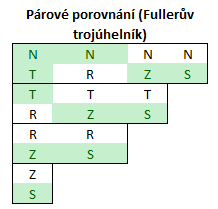 Párové porovnání (Fullerův
trojúhelník)
N N N N
T R Z S
T T T
R Z S
R R
Z S
Z
S